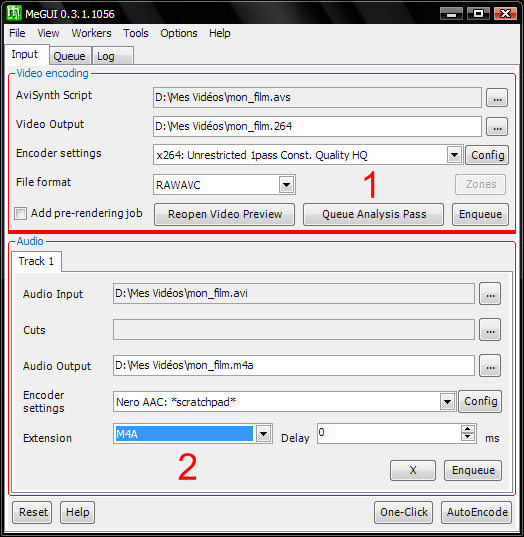 MeGUI 0.3.1.1056
File View Workers Tools Options Help
Input Queue Log
Video encoding
AviSynth Script D:\Mes Vidéos\mon_film.avs ...
Video Output D:\Mes Vidéos\mon_film.264 ...
Encoder settings x264: Unrestricted 1pass Const. Quality HQ Config
File format RAWAVC 1 Zones
Add pre-rendering job Reopen Video Preview Queue Analysis Pass Enqueue
Audio
Track 1
Audio Input D:\Mes Vidéos\mon_film.avi ...
Cuts ...
Audio Output D:\Mes Vidéos\mon_film.m4a ...
Encoder
settings Nero AAC: *scratchpad* Config
Extension M4A Delay 0 ms
2 X Enqueue
Reset Help One-Click AutoEncode